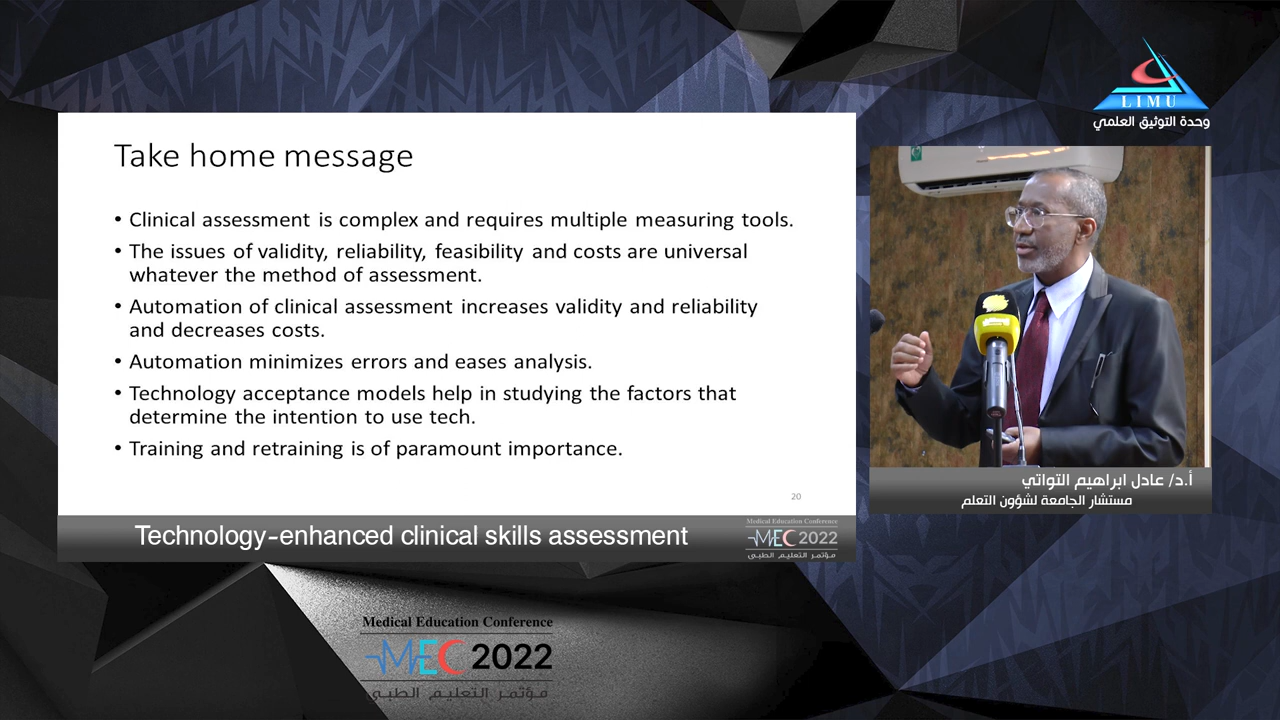 LIMU
وحدة التوثيق العلمي
Take home message
• Clinical assessment is complex and requires multiple measuring tools.
• The issues of validity, reliability, feasibility and costs are universal
whatever the method of assessment.
• Automation of clinical assessment increases validity and reliability
and decreases costs.
• Automation minimizes errors and eases analysis.
• Technology acceptance models help in studying the factors that
determine the intention to use tech.
• Training and retraining is of paramount importance.
20
أ.د/ عادل ابراهيم التواتي
مستشار الجامعة لشؤون التعلم
Technology-enhanced clinical skills assessment
Medical Education Conference
MEC 2022
مؤتمر التعليم الطبي
Medical Education Conference
MEC 2022
مؤتمر التعليم الطبي